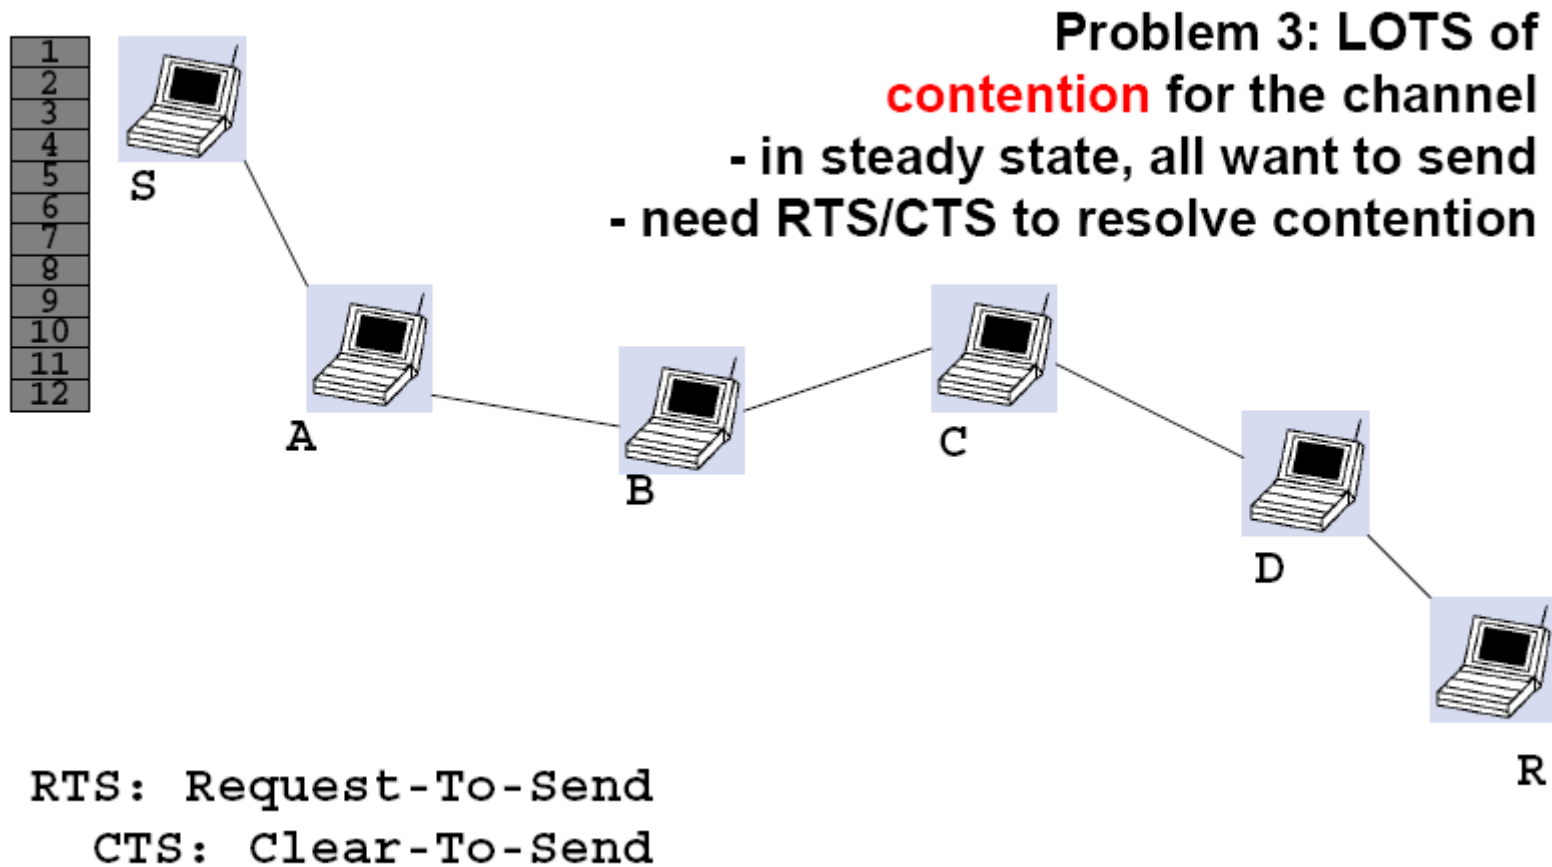 Problem 3: LOTS of
contention for the channel
- in steady state, all want to send
- need RTS/CTS to resolve contention
1
2
3
4
5
6
7
8
9
10
11
12
S
A
B
C
D
R
RTS: Request-To-Send
CTS: Clear-To-Send